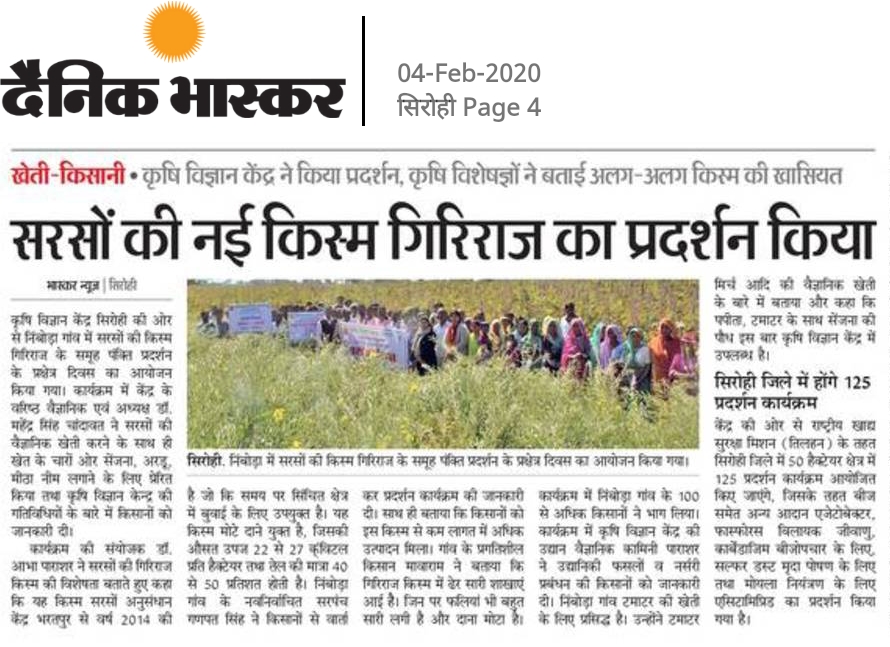 दैनिक भास्कर
04-Feb-2020
सिरोही Page 4
खेती-किसानी • कृषि विज्ञान केंद्र ने किया प्रदर्शन, कृषि विशेषज्ञों ने बताई अलग-अलग किस्म की खासियत
सरसों की नई किस्म गिरिराज का प्रदर्शन किया
भास्कर न्यूज | सिरोही
कृषि विज्ञान केंद्र सिरोही की ओर
से निंबोड़ा गांव में सरसों की किस्म
गिरिराज के समूह पंक्ति प्रदर्शन
के प्रक्षेत्र दिवस का आयोजन
किया गया। कार्यक्रम में केंद्र के
वरिष्ठ वैज्ञानिक एवं अध्यक्ष डॉ.
महेंद्र सिंह चांदावत ने सरसों की
वैज्ञानिक खेती करने के साथ ही
खेत के चारों ओर सेंजना, अरडू,
मीठा नीम लगाने के लिए प्रेरित
किया तथा कृषि विज्ञान केन्द्र की
गतिविधियों के बारे में किसानों को
जानकारी दी।
कार्यक्रम की संयोजक डॉ.
आभा पाराशर ने सरसों की गिरिराज
किस्म की विशेषता बताते हुए कहा
कि यह किस्म सरसों अनुसंधान
केंद्र भरतपुर से वर्ष 2014 की
सिरोही. निंबोड़ा में सरसों की किस्म गिरिराज के समूह पंक्ति प्रदर्शन के प्रक्षेत्र दिवस का आयोजन किया गया।
है जो कि समय पर सिंचित क्षेत्र
में बुवाई के लिए उपयुक्त है। यह
किस्म मोटे दाने युक्त है, जिसकी
औसत उपज 22 से 27 क्विंटल
प्रति हैक्टेयर तथा तेल की मात्रा 40
से 50 प्रतिशत होती है। निंबोड़ा
गांव के नवनिर्वाचित सरपंच
गणपत सिंह ने किसानों से वार्ता
कर प्रदर्शन कार्यक्रम की जानकारी
दी। साथ ही बताया कि किसानों को
इस किस्म से कम लागत में अधिक
उत्पादन मिला। गांव के प्रगतिशील
किसान मावाराम ने बताया कि
गिरिराज किस्म में ढेर सारी शाखाएं
आई है। जिन पर फलियां भी बहुत
सारी लगी है और दाना मोटा है।
कार्यक्रम में निंबोड़ा गांव के 100
से अधिक किसानों ने भाग लिया।
कार्यक्रम में कृषि विज्ञान केंद्र की
उद्यान वैज्ञानिक कामिनी पाराशर
ने उद्यानिकी फसलों व नर्सरी
प्रबंधन की किसानों को जानकारी
दी। निंबोड़ा गांव टमाटर की खेती
के लिए प्रसिद्ध है। उन्होंने टमाटर
मिर्च आदि की वैज्ञानिक खेती
के बारे में बताया और कहा कि
पपीता, टमाटर के साथ सेंजना की
पौध इस बार कृषि विज्ञान केंद्र में
उपलब्ध है।
सिरोही जिले में होंगे 125
प्रदर्शन कार्यक्रम
केंद्र की ओर से राष्ट्रीय खाद्य
सुरक्षा मिशन (तिलहन) के तहत
सिरोही जिले में 50 हैक्टेयर क्षेत्र में
125 प्रदर्शन कार्यक्रम आयोजित
किए जाएंगे, जिसके तहत बीज
समेत अन्य आदान एजेटोबेक्टर,
फास्फोरस विलायक जीवाणु,
कार्बेंडाजिम बीजोपचार के लिए,
सल्फर डस्ट मृदा पोषण के लिए
तथा मोयला नियंत्रण के लिए
एसिटामिप्रिड का प्रदर्शन किया
गया है।